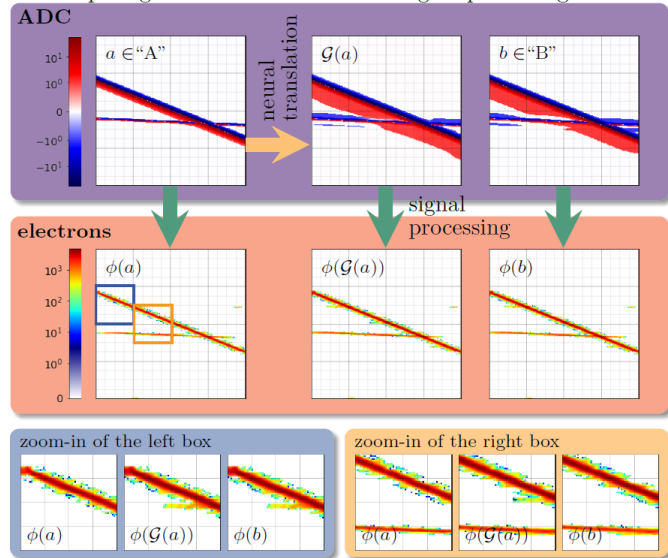 ADC
a ∈ “A”
neural
translation
𝒢(a)
b ∈ “B”
10¹
10⁰
0
−10⁰
−10¹
signal
processing
electrons
ϕ(a)
ϕ(𝒢(a))
ϕ(b)
10³
10²
10¹
10⁰
0
zoom-in of the left box
ϕ(a)
ϕ(𝒢(a))
ϕ(b)
zoom-in of the right box
ϕ(a)
ϕ(𝒢(a))
ϕ(b)